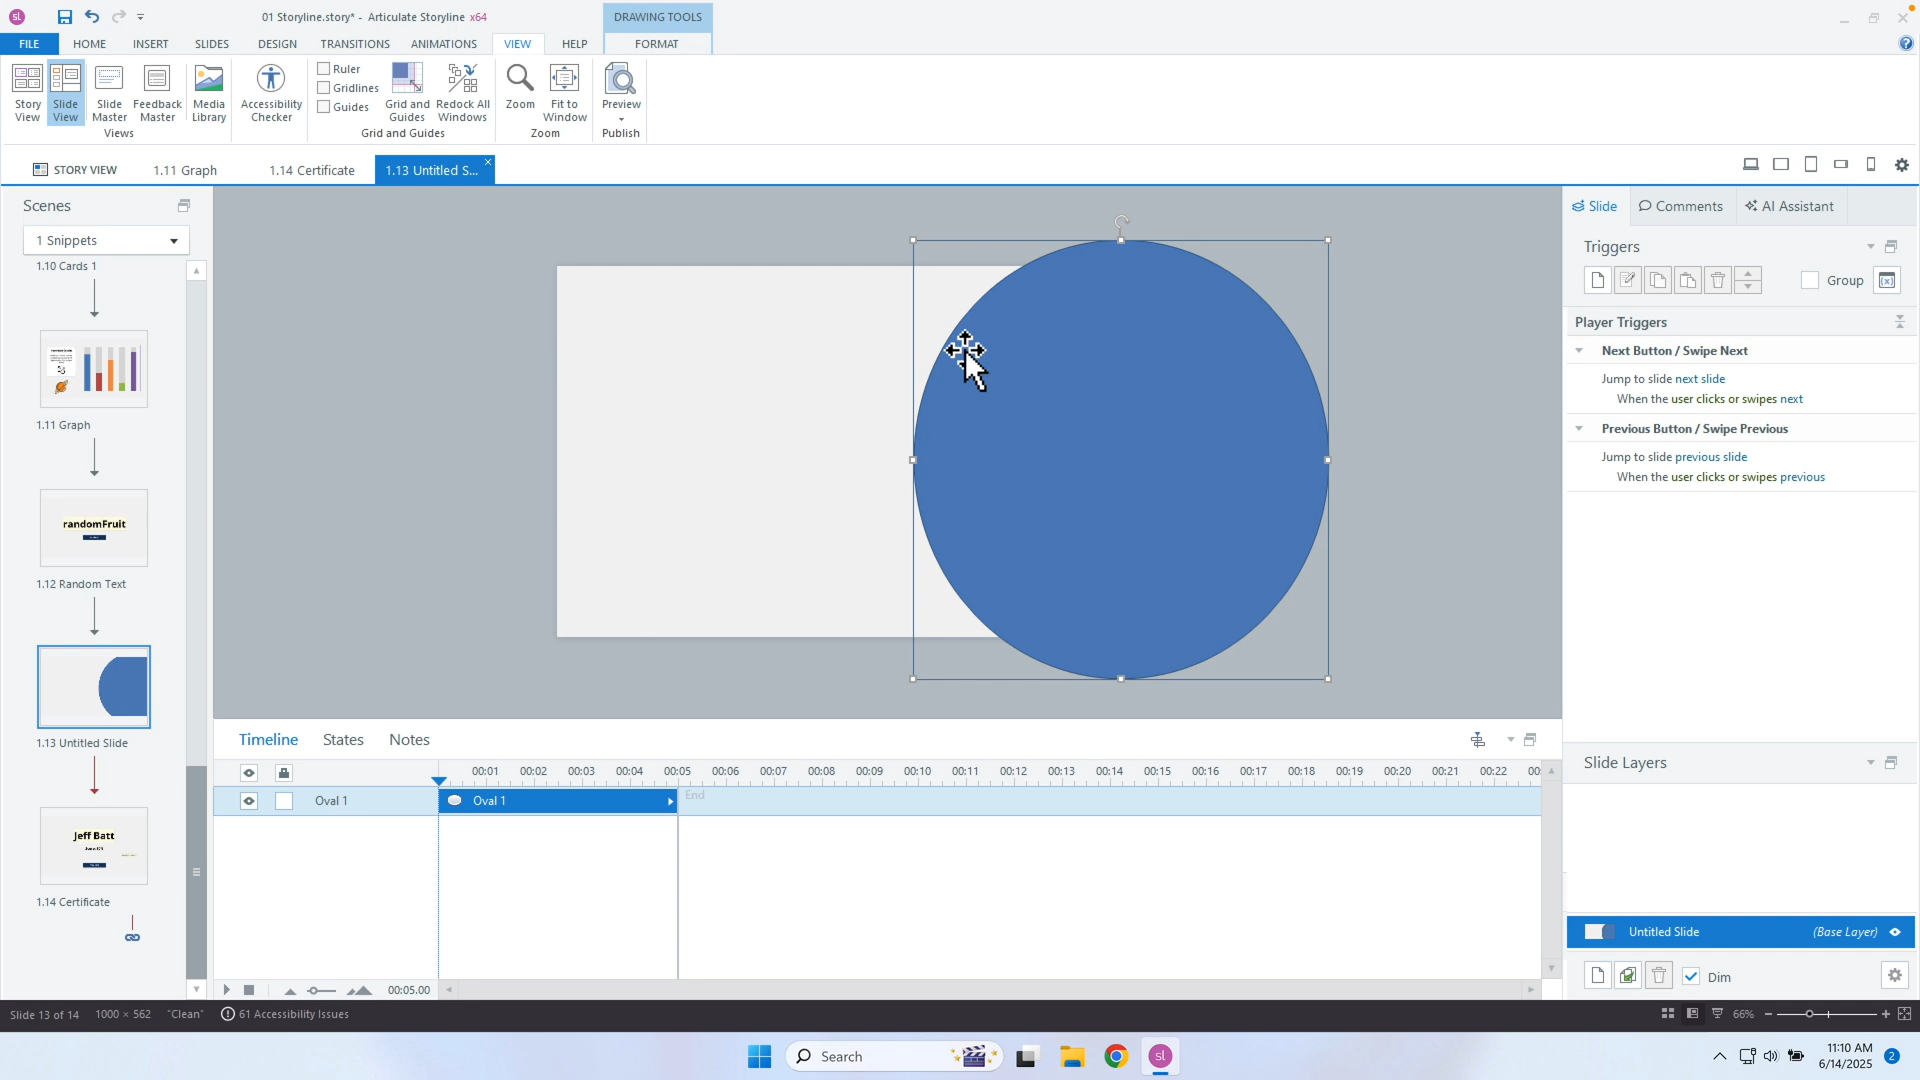 sl
01 Storyline.story* - Articulate Storyline x64
DRAWING TOOLS
FILE
HOME
INSERT
SLIDES
DESIGN
TRANSITIONS
ANIMATIONS
VIEW
HELP
FORMAT
Story View
Slide View
Slide Master
Feedback Master
Media Library
Accessibility Checker
Ruler
Gridlines
Guides
Grid and Guides
Redock All Windows
Zoom
Fit to Window
Preview
Views
Grid and Guides
Zoom
Publish
STORY VIEW
1.11 Graph
1.14 Certificate
1.13 Untitled S...
Scenes
1 Snippets
1.10 Cards 1
1.11 Graph
randomFruit
1.12 Random Text
1.13 Untitled Slide
Jeff Batt
1.14 Certificate
Slide
Comments
AI Assistant
Triggers
Group
Player Triggers
Next Button / Swipe Next
Jump to slide next slide
When the user clicks or swipes next
Previous Button / Swipe Previous
Jump to slide previous slide
When the user clicks or swipes previous
Timeline
States
Notes
00:01 00:02 00:03 00:04 00:05 00:06 00:07 00:08 00:09 00:10 00:11 00:12 00:13 00:14 00:15 00:16 00:17 00:18 00:19 00:20 00:21 00:22 00
Oval 1
Oval 1
End
00:05.00
Slide Layers
Untitled Slide
(Base Layer)
Dim
Slide 13 of 14
1000 × 562
"Clean"
61 Accessibility Issues
66%
Search
sl
11:10 AM
6/14/2025
2